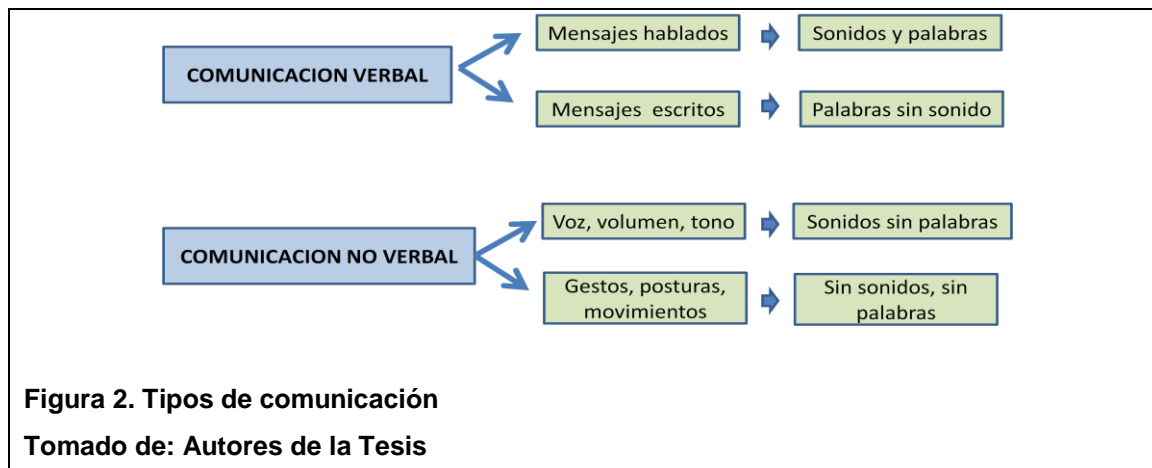 COMUNICACION VERBAL
Mensajes hablados
Sonidos y palabras
Mensajes escritos
Palabras sin sonido
COMUNICACION NO VERBAL
Voz, volumen, tono
Sonidos sin palabras
Gestos, posturas,
movimientos
Sin sonidos, sin
palabras
Figura 2. Tipos de comunicación
Tomado de: Autores de la Tesis